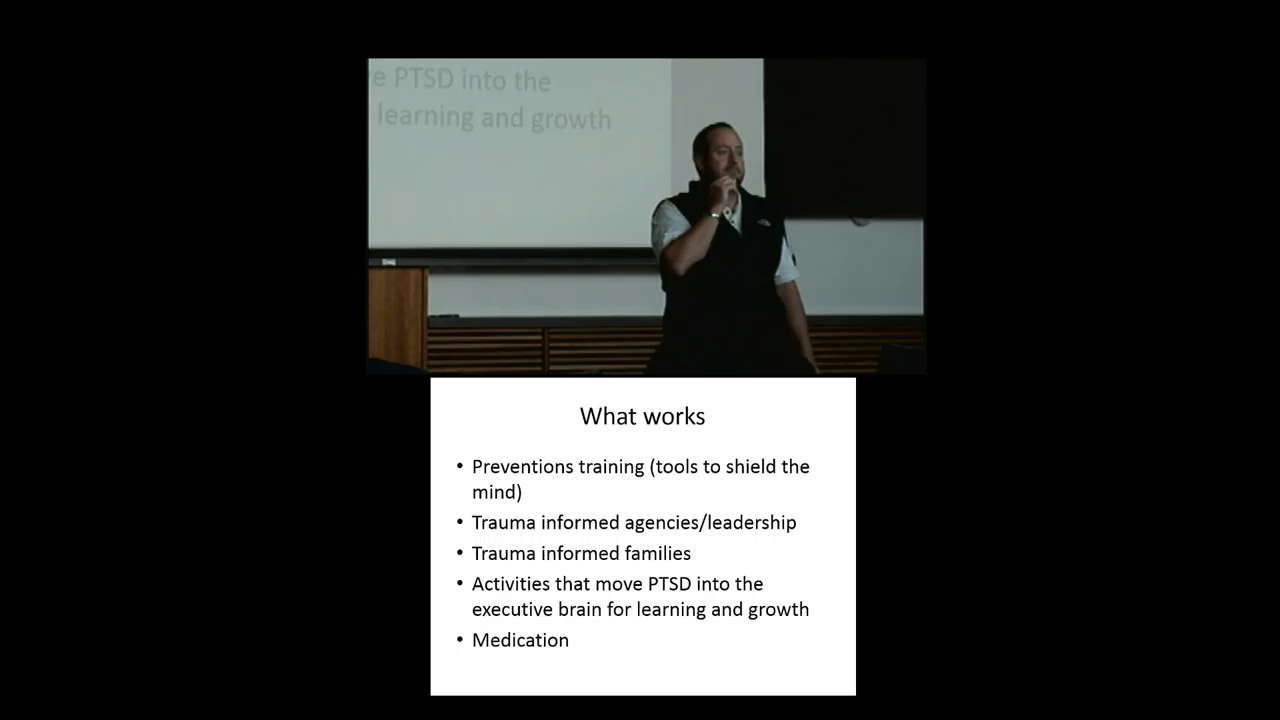 PTSD into the
learning and growth
What works
• Preventions training (tools to shield the
mind)
• Trauma informed agencies/leadership
• Trauma informed families
• Activities that move PTSD into the
executive brain for learning and growth
• Medication